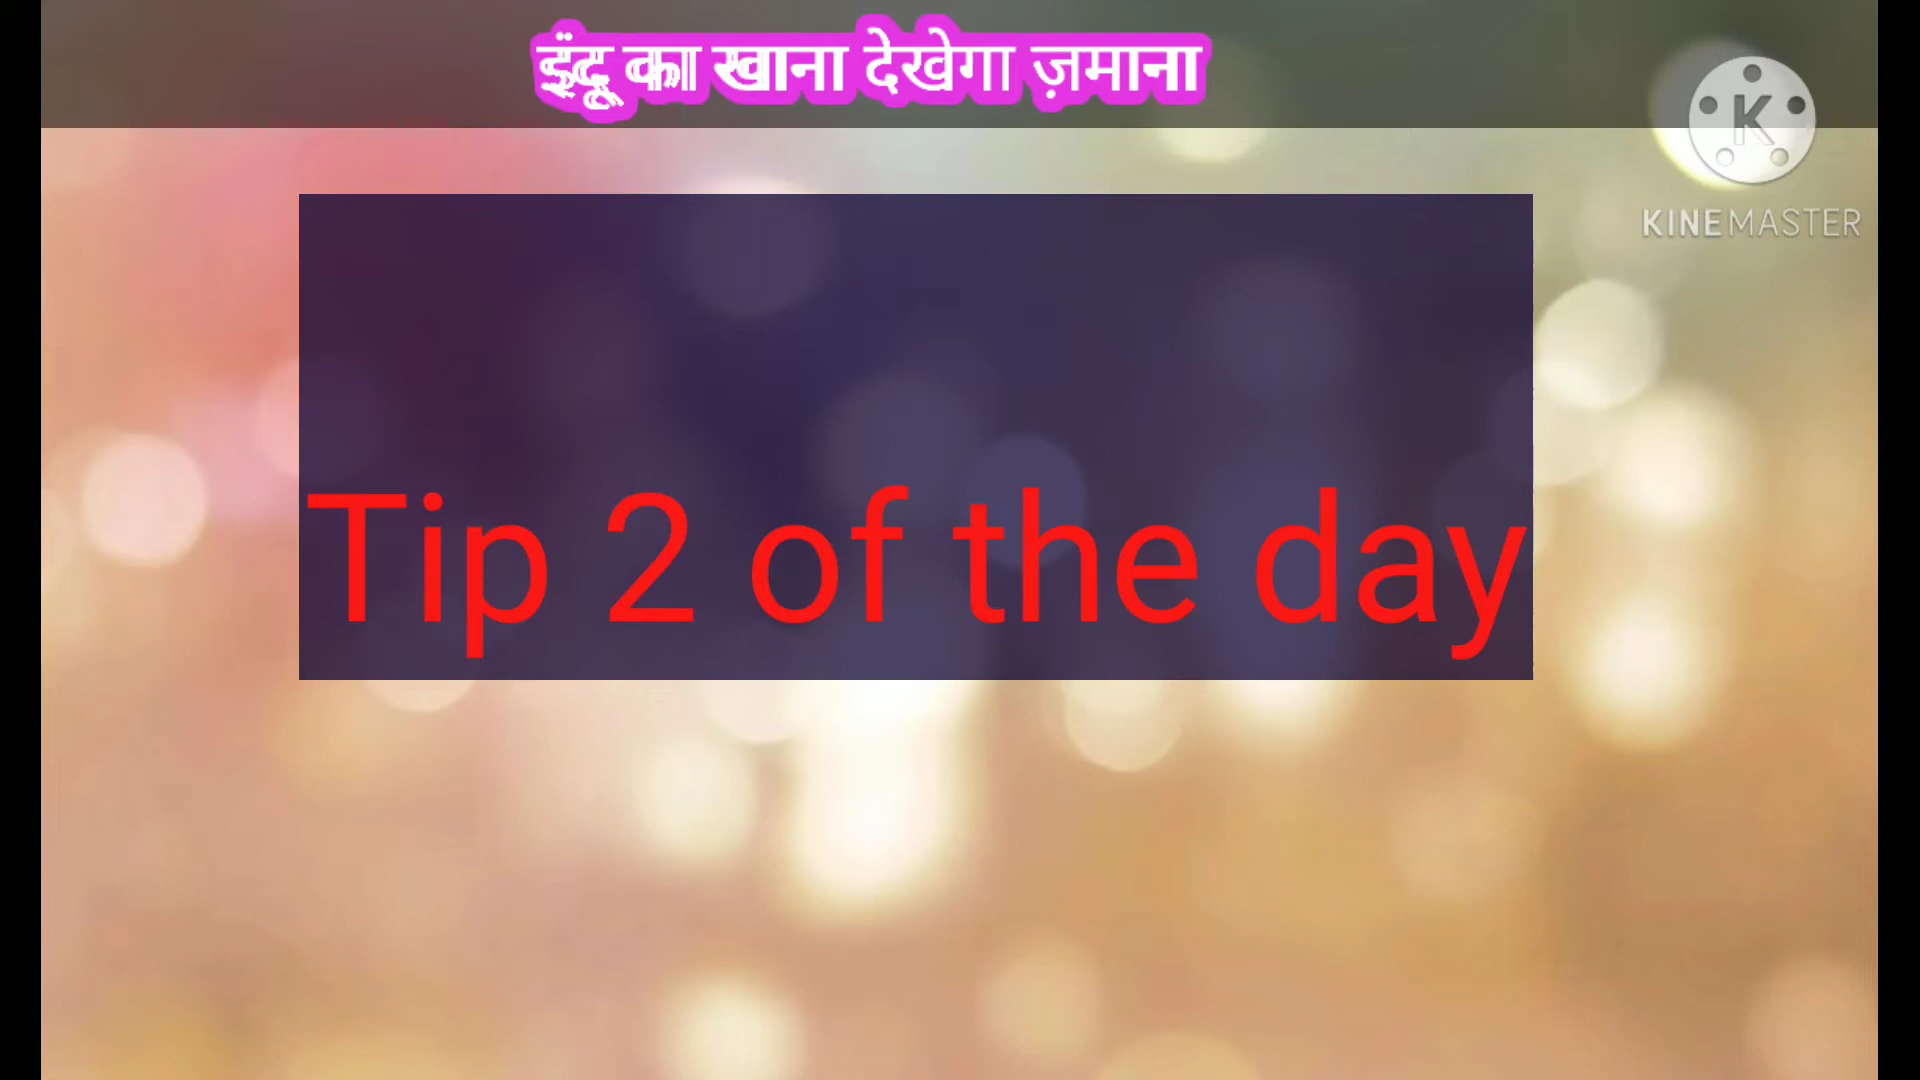 इंदू का खाना देखेगा ज़माना
K
KINEMASTER
Tip 2 of the day